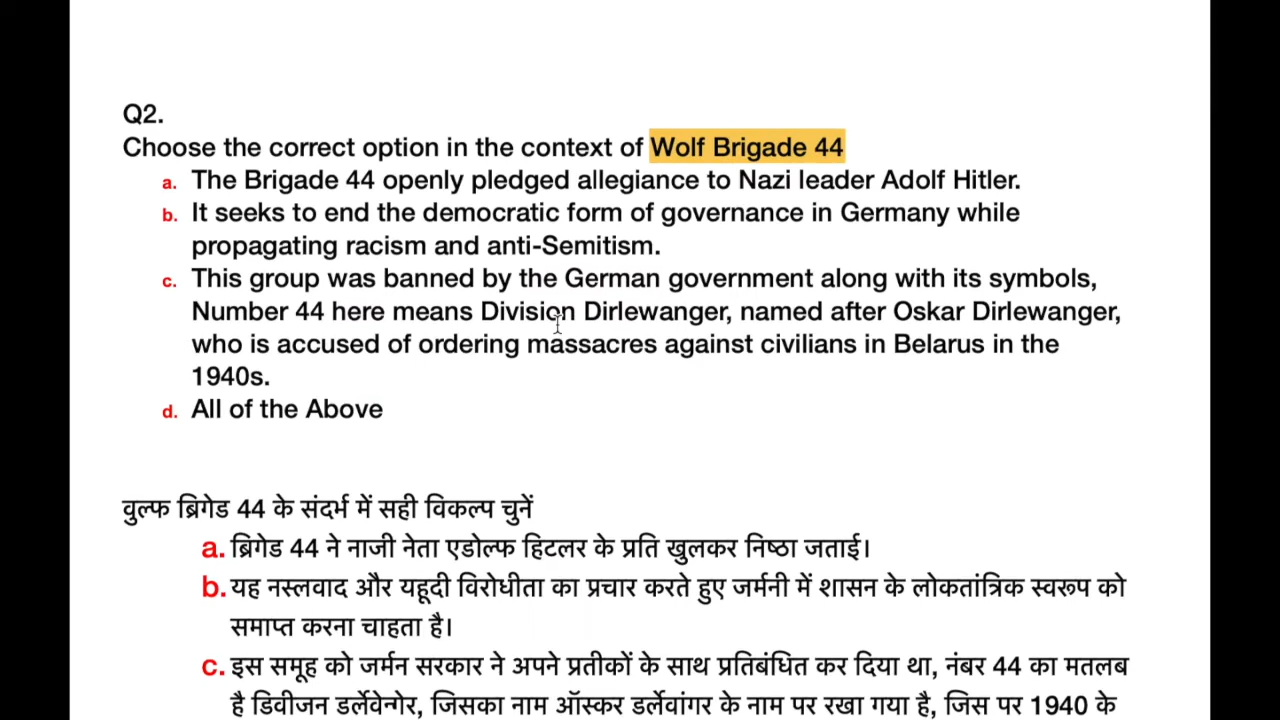 Q2.
Choose the correct option in the context of Wolf Brigade 44
a. The Brigade 44 openly pledged allegiance to Nazi leader Adolf Hitler.
b. It seeks to end the democratic form of governance in Germany while
propagating racism and anti-Semitism.
c. This group was banned by the German government along with its symbols,
Number 44 here means Division Dirlewanger, named after Oskar Dirlewanger,
who is accused of ordering massacres against civilians in Belarus in the
1940s.
d. All of the Above
वुल्फ ब्रिगेड 44 के संदर्भ में सही विकल्प चुनें
a. ब्रिगेड 44 ने नाजी नेता एडोल्फ हिटलर के प्रति खुलकर निष्ठा जताई।
b. यह नस्लवाद और यहूदी विरोधीता का प्रचार करते हुए जर्मनी में शासन के लोकतांत्रिक स्वरूप को
समाप्त करना चाहता है।
c. इस समूह को जर्मन सरकार ने अपने प्रतीकों के साथ प्रतिबंधित कर दिया था, नंबर 44 का मतलब
है डिवीजन डर्लेवेन्गेर, जिसका नाम ऑस्कर डर्लेवांगर के नाम पर रखा गया है, जिस पर 1940 के